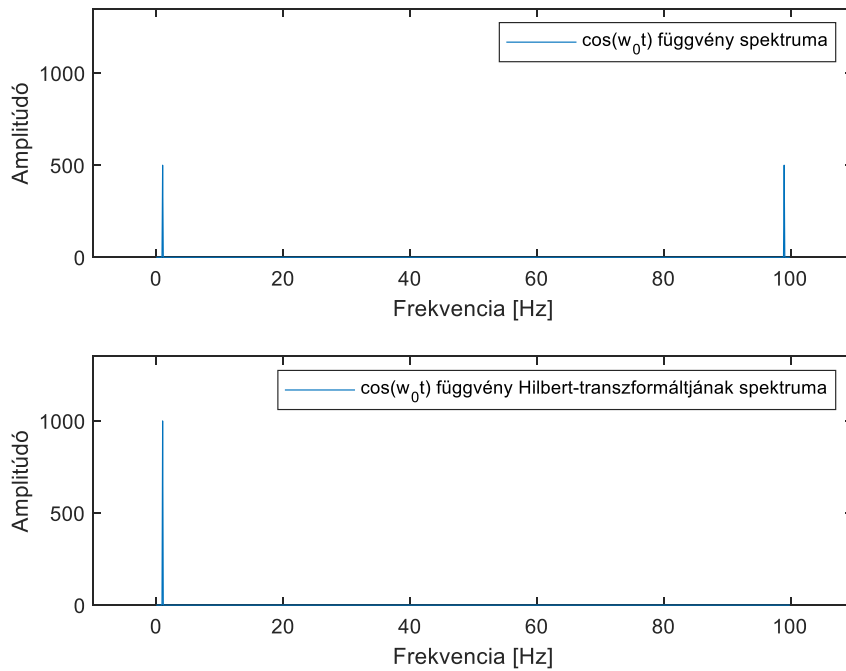 cos(w₀t) függvény spektruma
1000
500
0
Amplitúdó
0 20 40 60 80 100
Frekvencia [Hz]
cos(w₀t) függvény Hilbert-transzformáltjának spektruma
1000
500
0
Amplitúdó
0 20 40 60 80 100
Frekvencia [Hz]